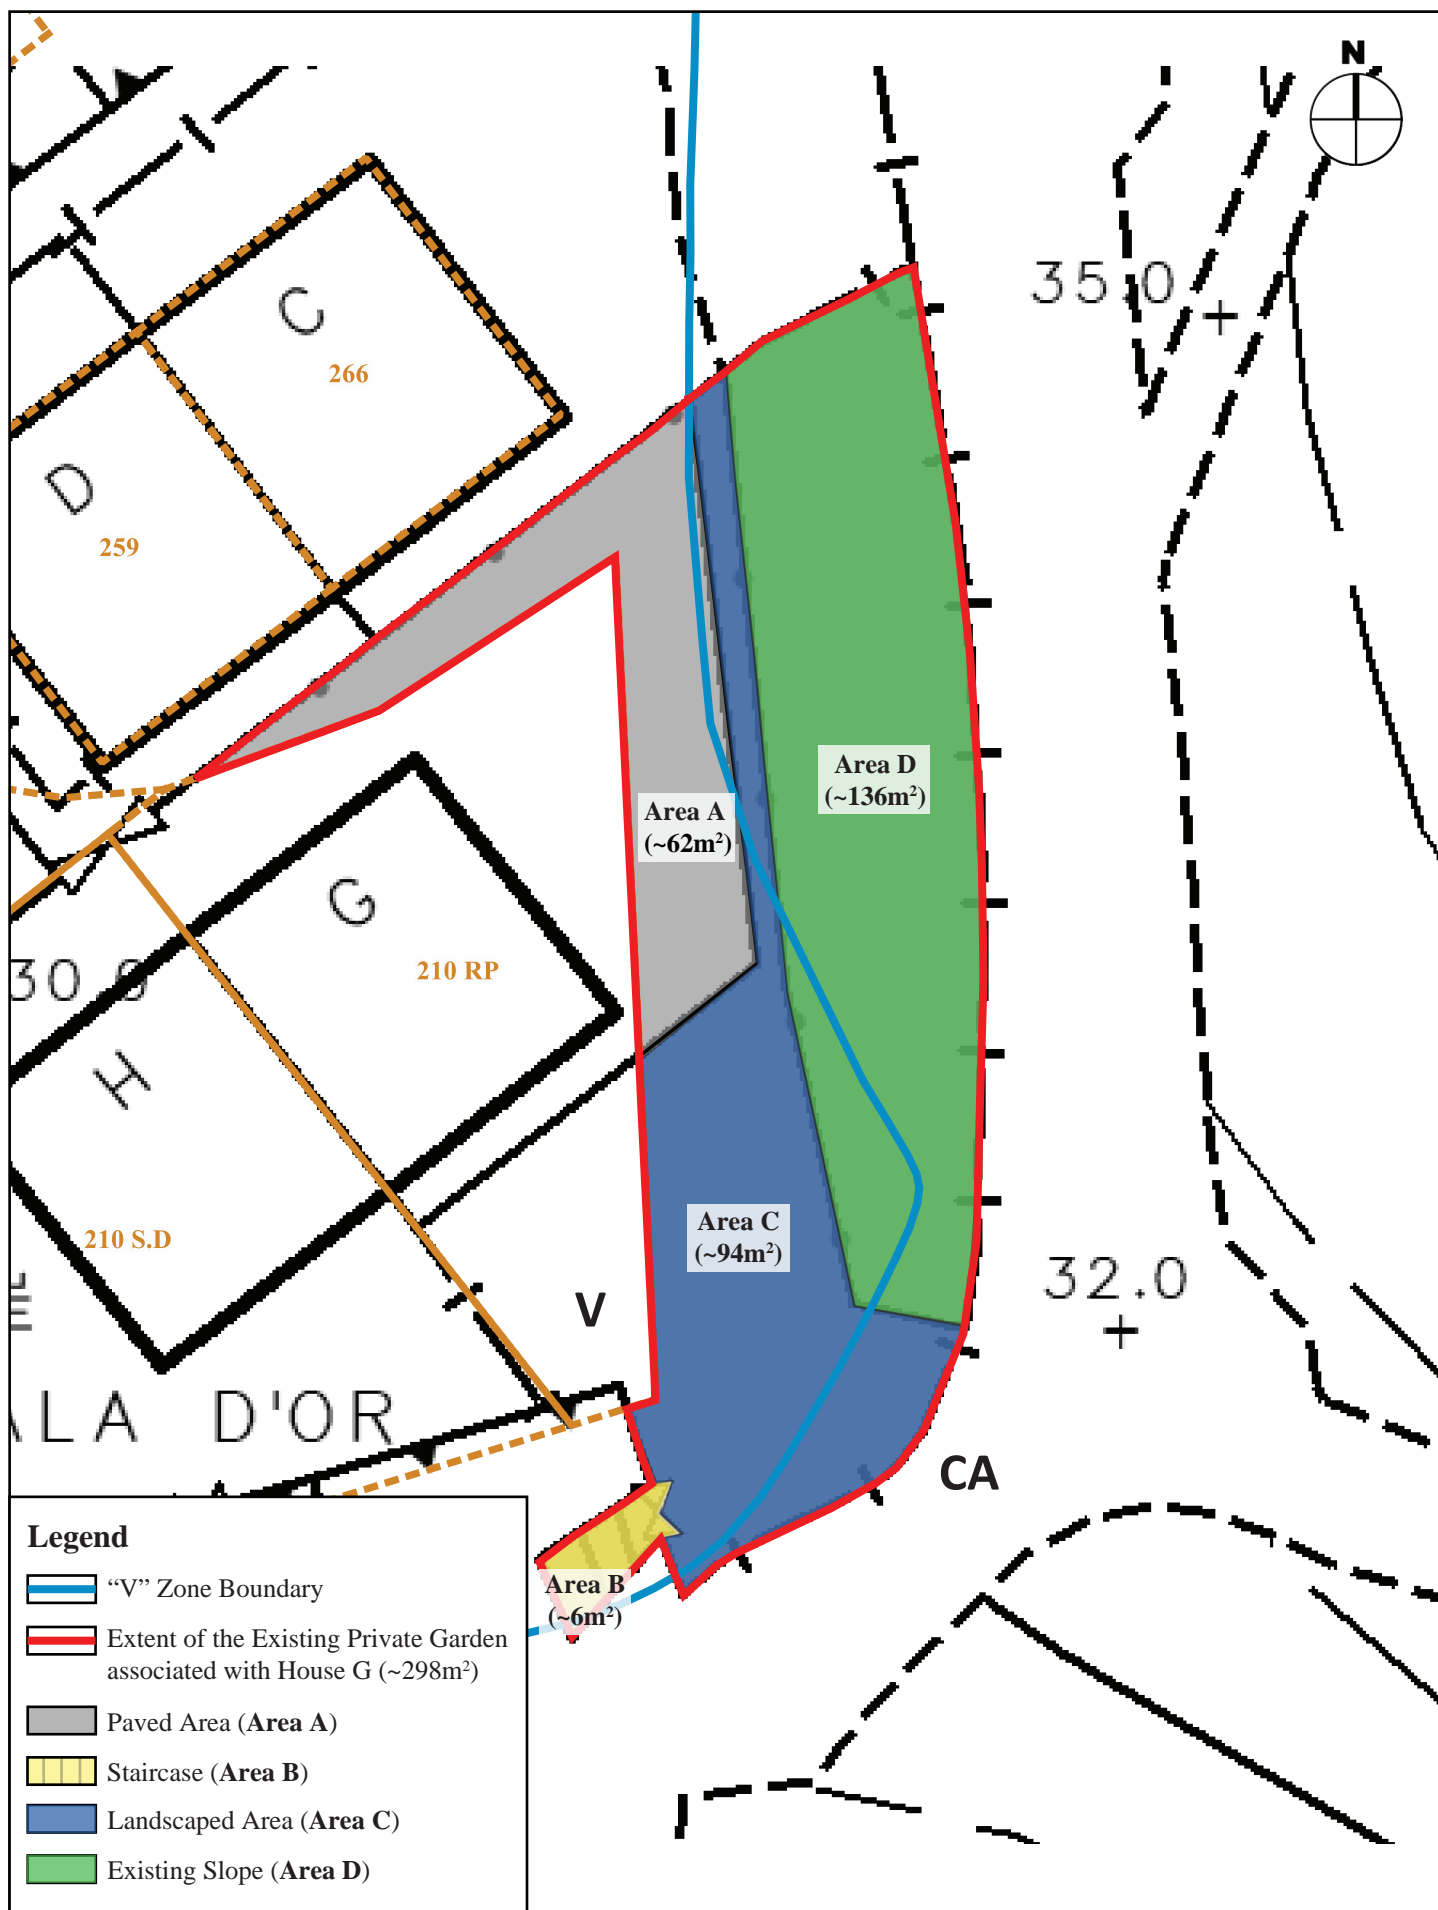 N
C
35.0
266
D
259
Area D
(~136m²)
Area A
(~62m²)
G
210 RP
30.0
H
Area C
(~94m²)
210 S.D
32.0
V
ALA D'OR
CA
Area B
(~6m²)
Legend
“V” Zone Boundary
Extent of the Existing Private Garden
associated with House G (~298m²)
Paved Area (Area A)
Staircase (Area B)
Landscaped Area (Area C)
Existing Slope (Area D)